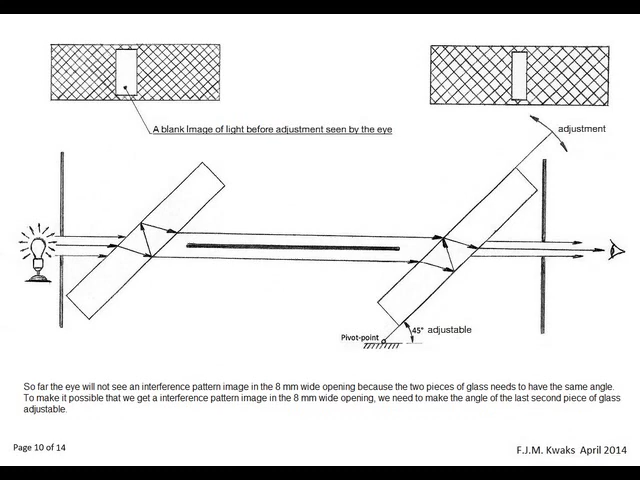 A blank Image of light before adjustment seen by the eye
adjustment
Pivot-point
45° adjustable
So far the eye will not see an interference pattern image in the 8 mm wide opening because the two pieces of glass needs to have the same angle.
To make it possible that we get a interference pattern image in the 8 mm wide opening, we need to make the angle of the last second piece of glass
adjustable.
Page 10 of 14
F.J.M. Kwaks April 2014